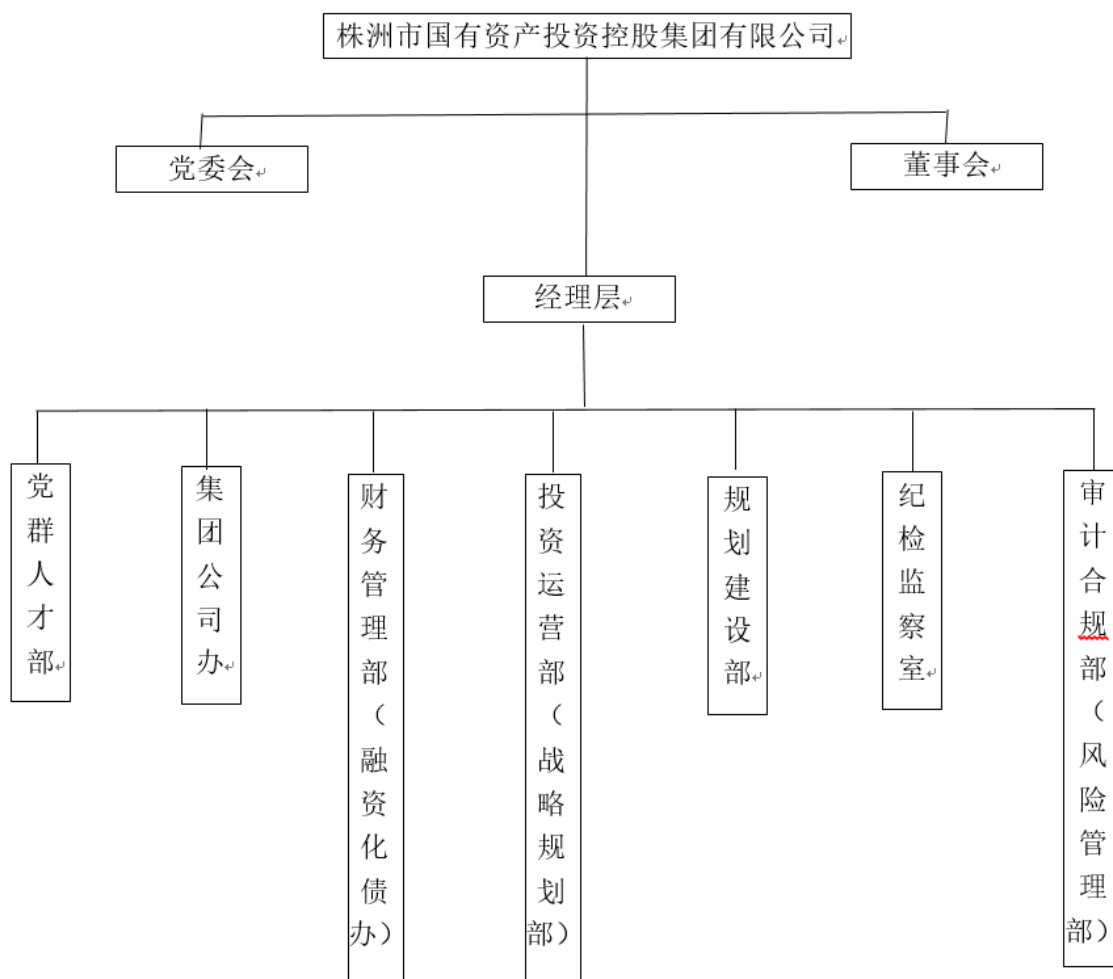 株洲市国有资产投资控股集团有限公司
党委会
董事会
经理层
党群人才部
集团公司办
财务管理部（融资化债办）
投资运营部（战略规划部）
规划建设部
纪检监察室
审计合规部（风险管理部）